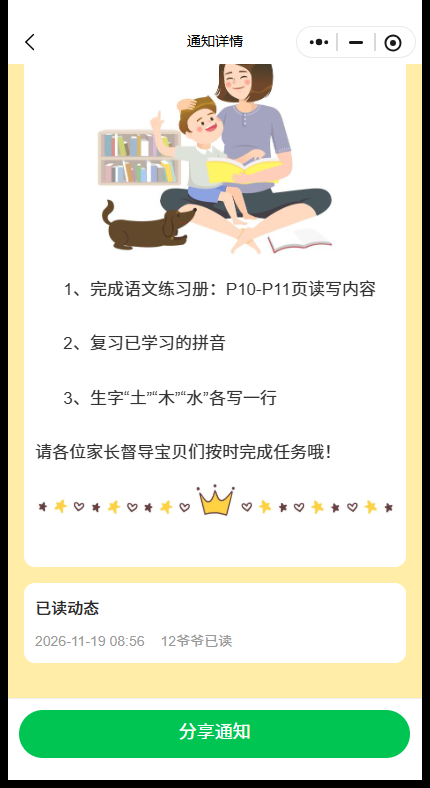 通知详情
1、完成语文练习册：P10-P11页读写内容
2、复习已学习的拼音
3、生字“土”“木”“水”各写一行
请各位家长督导宝贝们按时完成任务哦！
已读动态
2026-11-19 08:56 12爷爷已读
分享通知